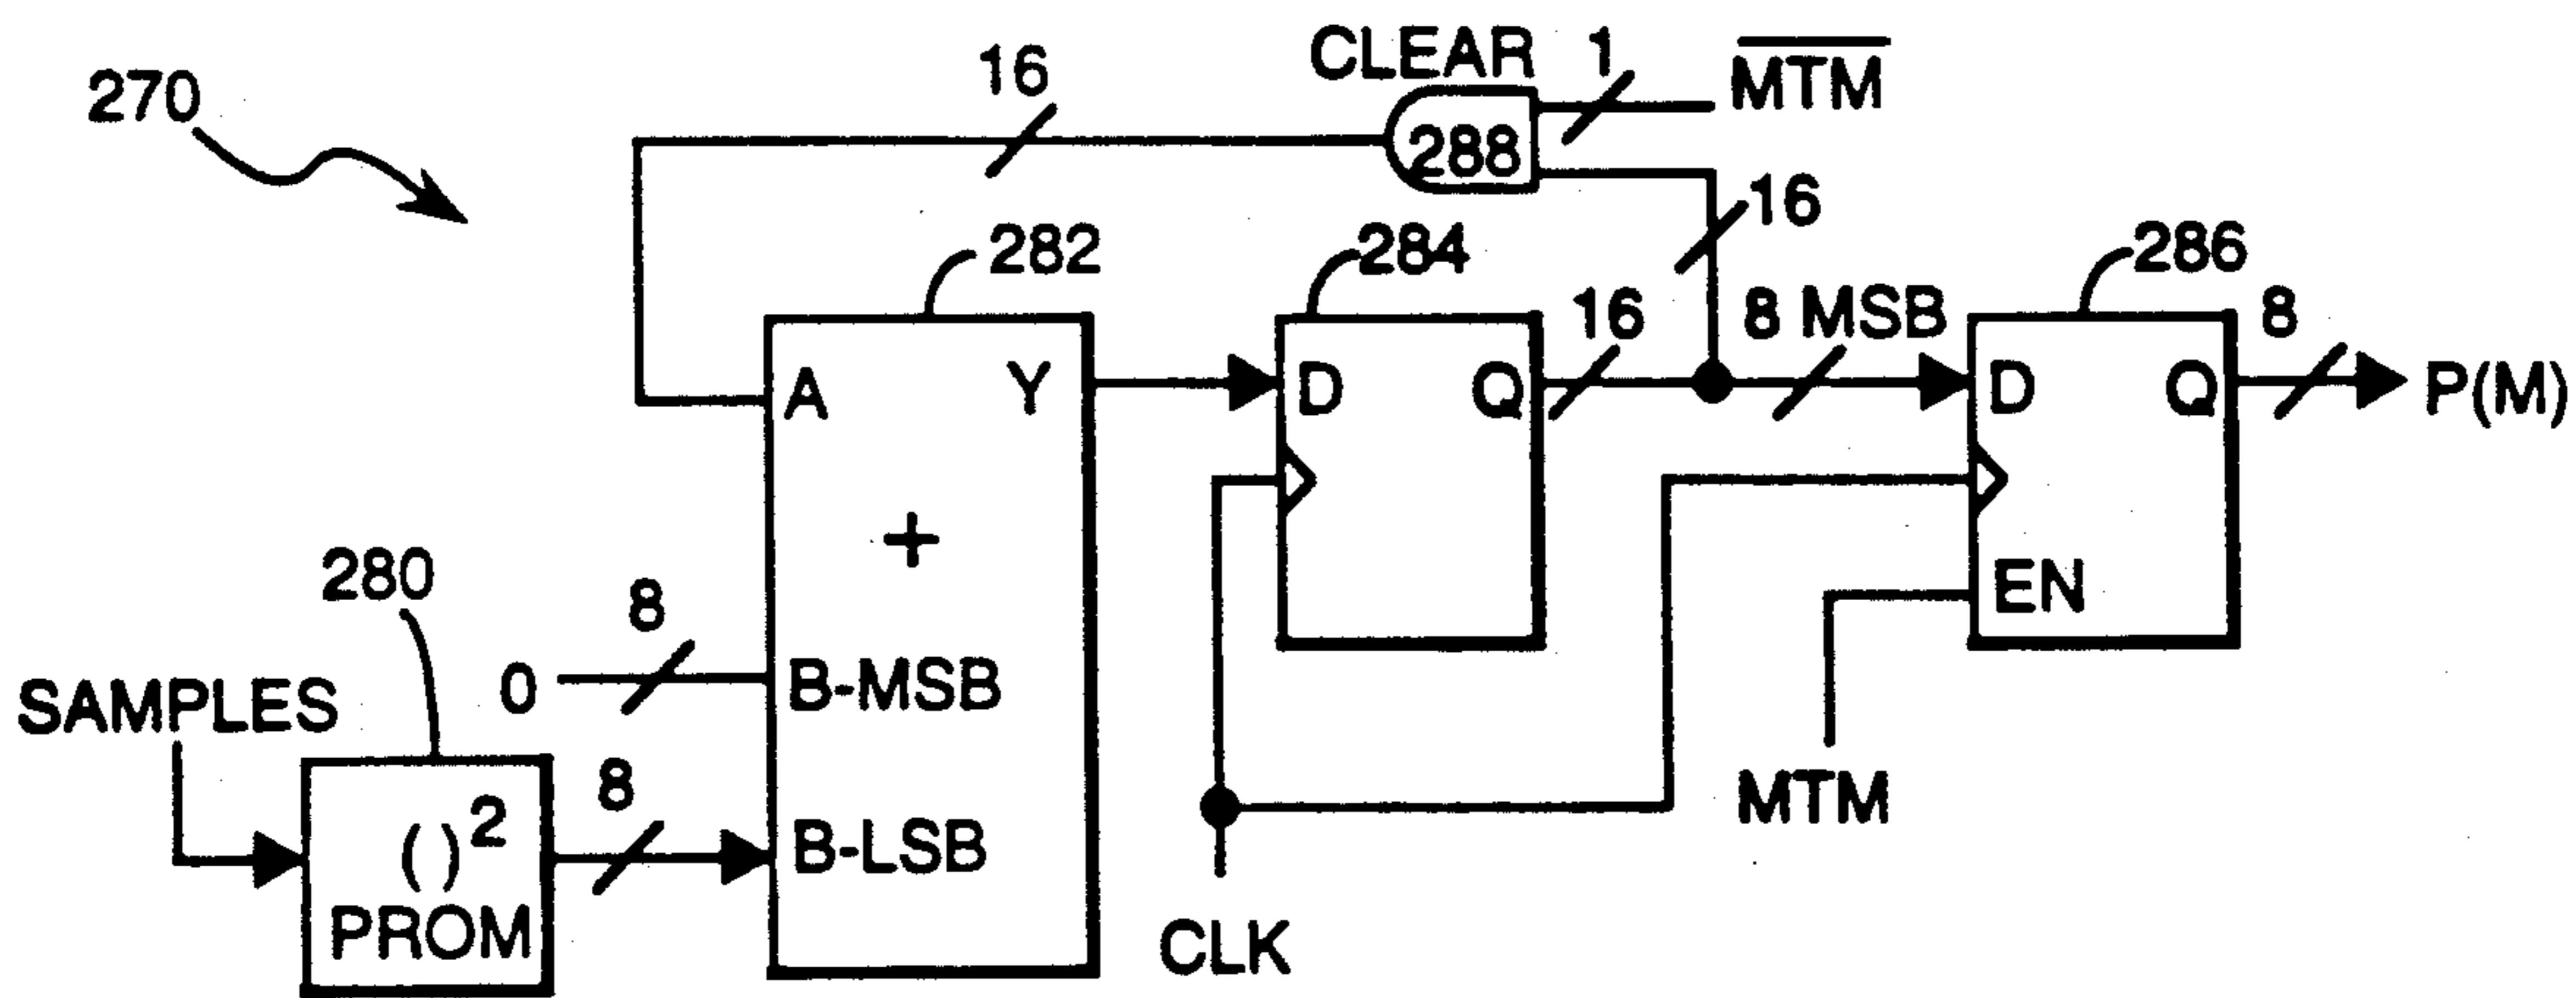 270
16
CLEAR
1
MTM
288
16
282
284
286
A
Y
D
Q
16
8 MSB
D
Q
8
P(M)
+
280
8
0
B-MSB
EN
SAMPLES
8
( )2
PROM
B-LSB
MTM
CLK